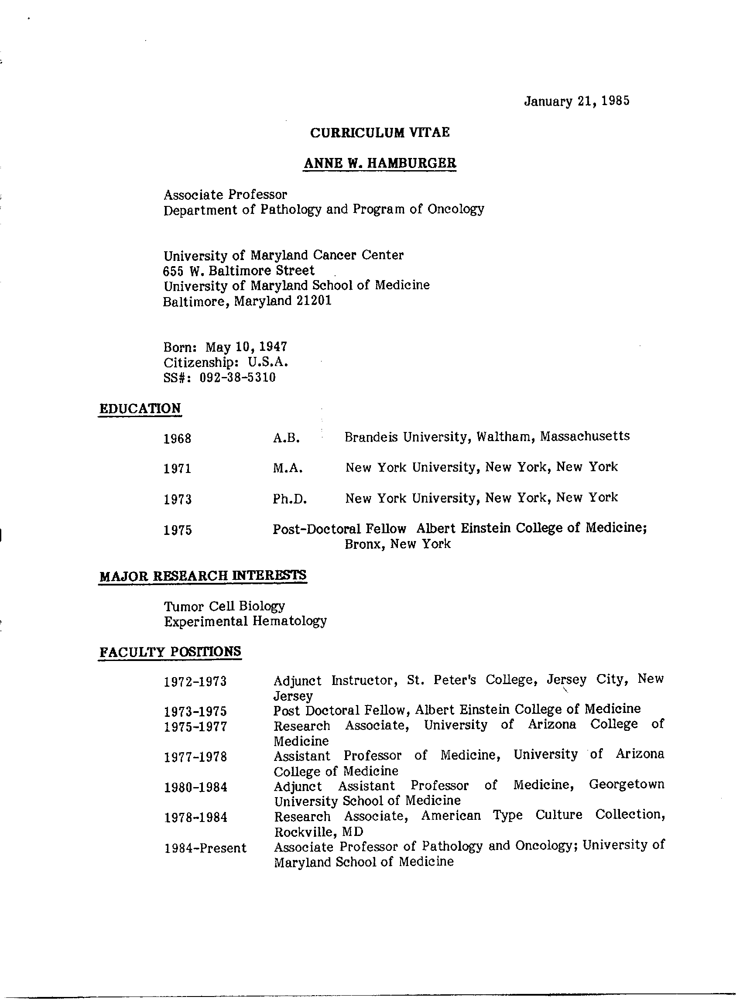 January 21, 1985
CURRICULUM VITAE
ANNE W. HAMBURGER
Associate Professor
Department of Pathology and Program of Oncology
University of Maryland Cancer Center
655 W. Baltimore Street
University of Maryland School of Medicine
Baltimore, Maryland 21201
Born: May 10, 1947
Citizenship: U.S.A.
SS#: 092-38-5310
EDUCATION
1968 A.B. Brandeis University, Waltham, Massachusetts
1971 M.A. New York University, New York, New York
1973 Ph.D. New York University, New York, New York
1975 Post-Doctoral Fellow Albert Einstein College of Medicine;
Bronx, New York
MAJOR RESEARCH INTERESTS
Tumor Cell Biology
Experimental Hematology
FACULTY POSITIONS
1972-1973 Adjunct Instructor, St. Peter's College, Jersey City, New
Jersey
1973-1975 Post Doctoral Fellow, Albert Einstein College of Medicine
1975-1977 Research Associate, University of Arizona College of
Medicine
1977-1978 Assistant Professor of Medicine, University of Arizona
College of Medicine
1980-1984 Adjunct Assistant Professor of Medicine, Georgetown
University School of Medicine
1978-1984 Research Associate, American Type Culture Collection,
Rockville, MD
1984-Present Associate Professor of Pathology and Oncology; University of
Maryland School of Medicine